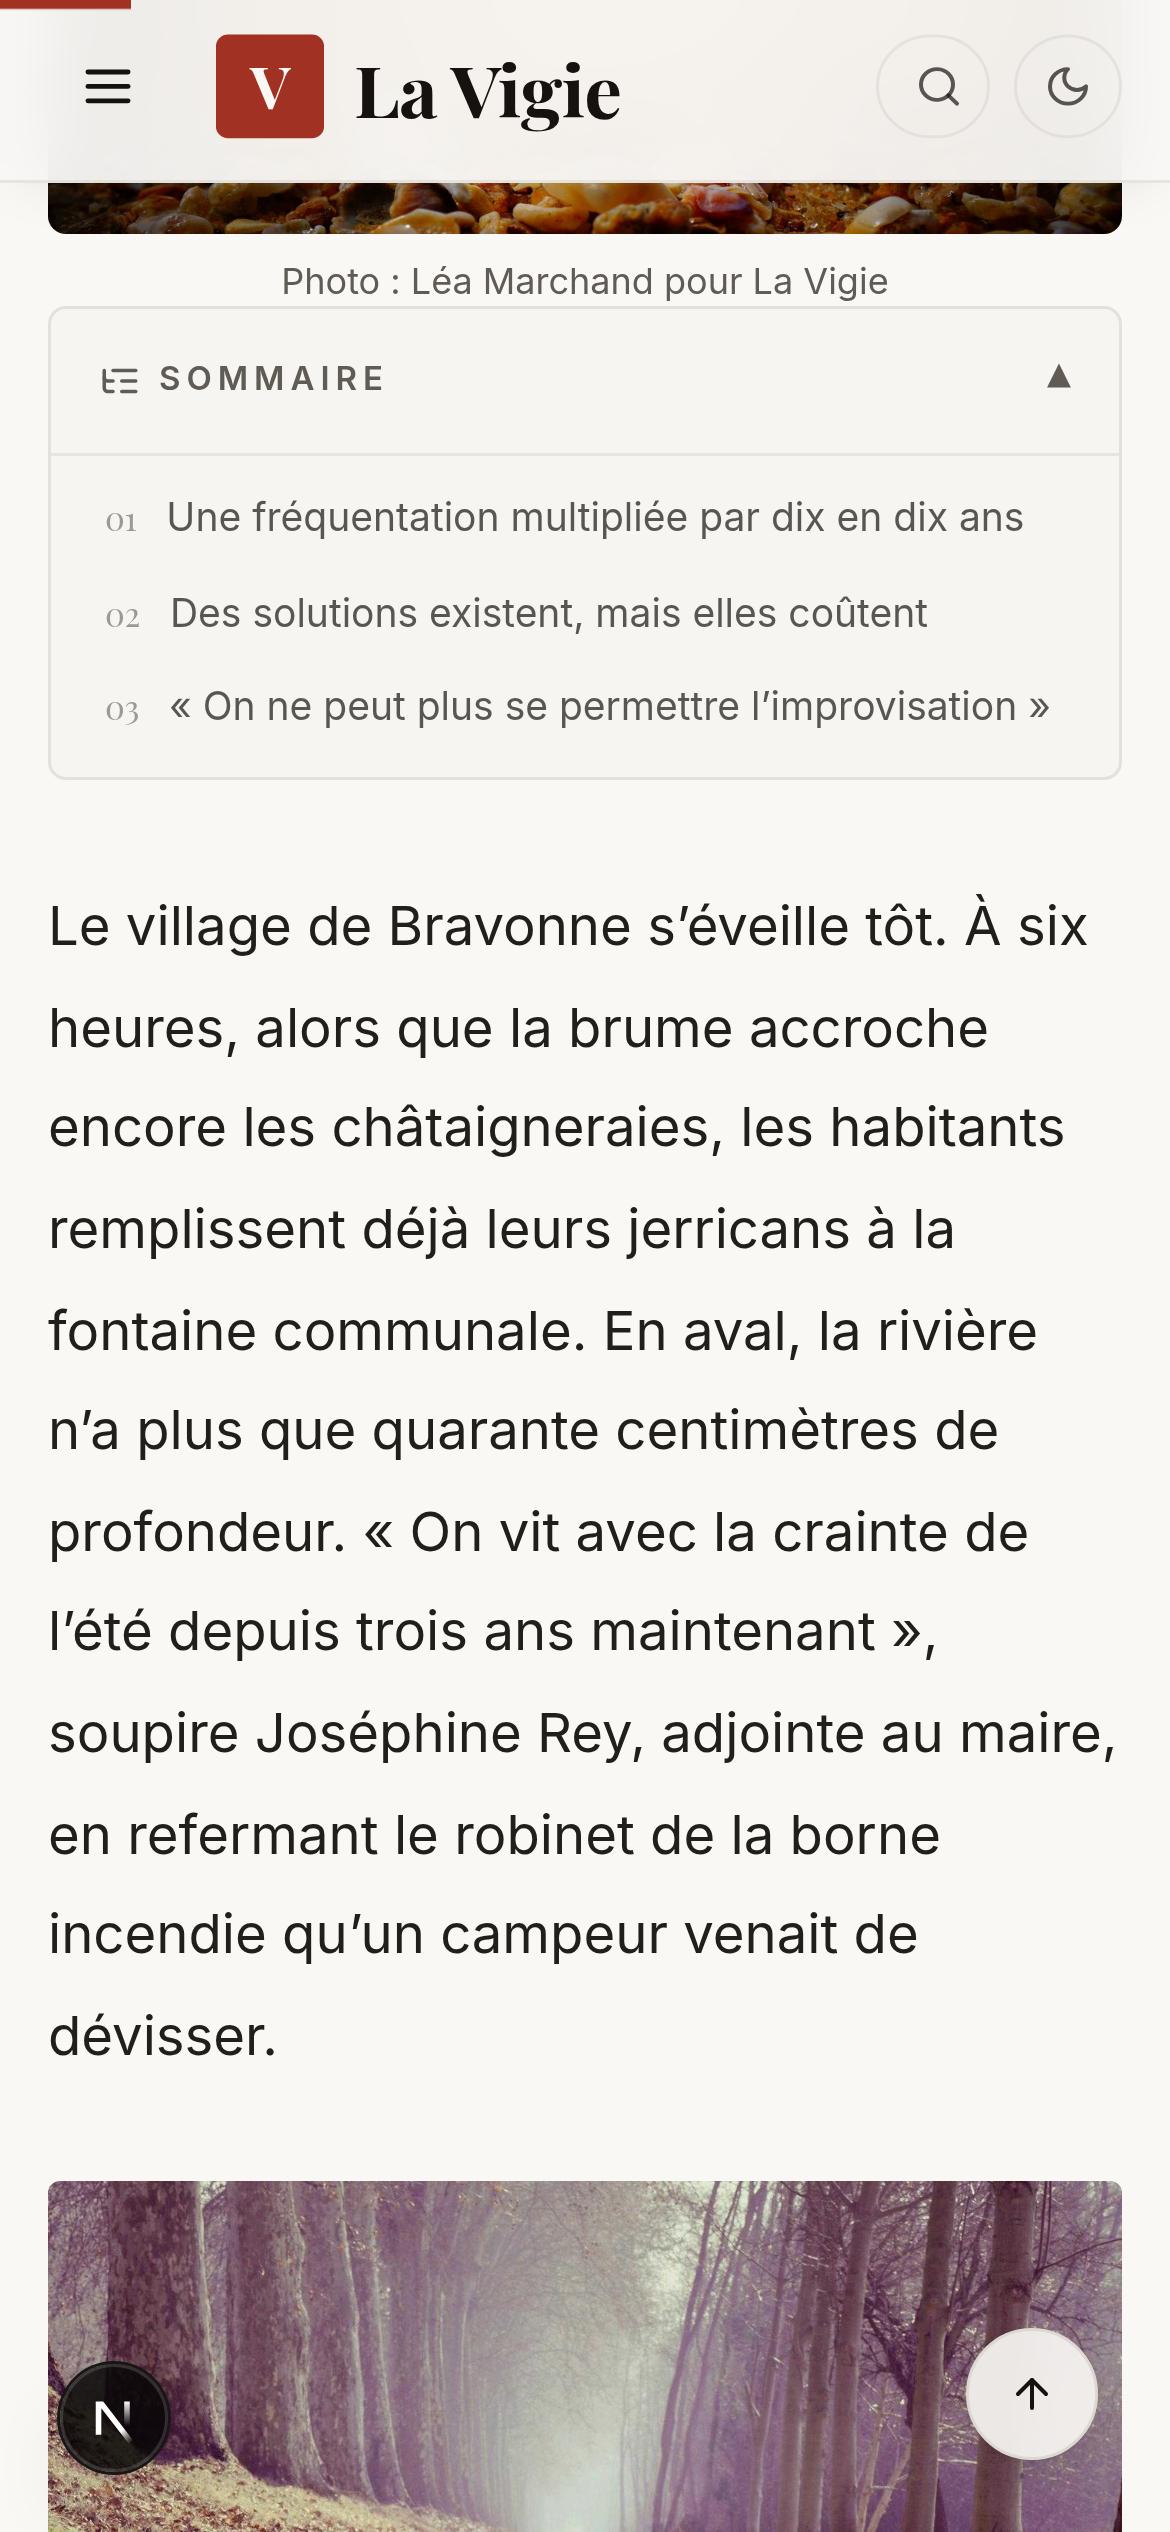 V La Vigie
Photo : Léa Marchand pour La Vigie
SOMMAIRE ▲
01 Une fréquentation multipliée par dix en dix ans
02 Des solutions existent, mais elles coûtent
03 « On ne peut plus se permettre l’improvisation »
Le village de Bravonne s’éveille tôt. À six
heures, alors que la brume accroche
encore les châtaigneraies, les habitants
remplissent déjà leurs jerricans à la
fontaine communale. En aval, la rivière
n’a plus que quarante centimètres de
profondeur. « On vit avec la crainte de
l’été depuis trois ans maintenant »,
soupire Joséphine Rey, adjointe au maire,
en refermant le robinet de la borne
incendie qu’un campeur venait de
dévisser.
N